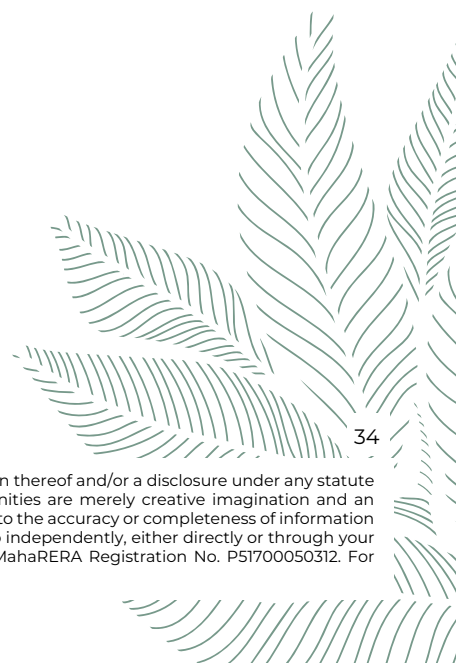 34
n thereof and/or a disclosure under any statute
nities are merely creative imagination and an
to the accuracy or completeness of information
independently, either directly or through your
MahaRERA Registration No. P51700050312. For